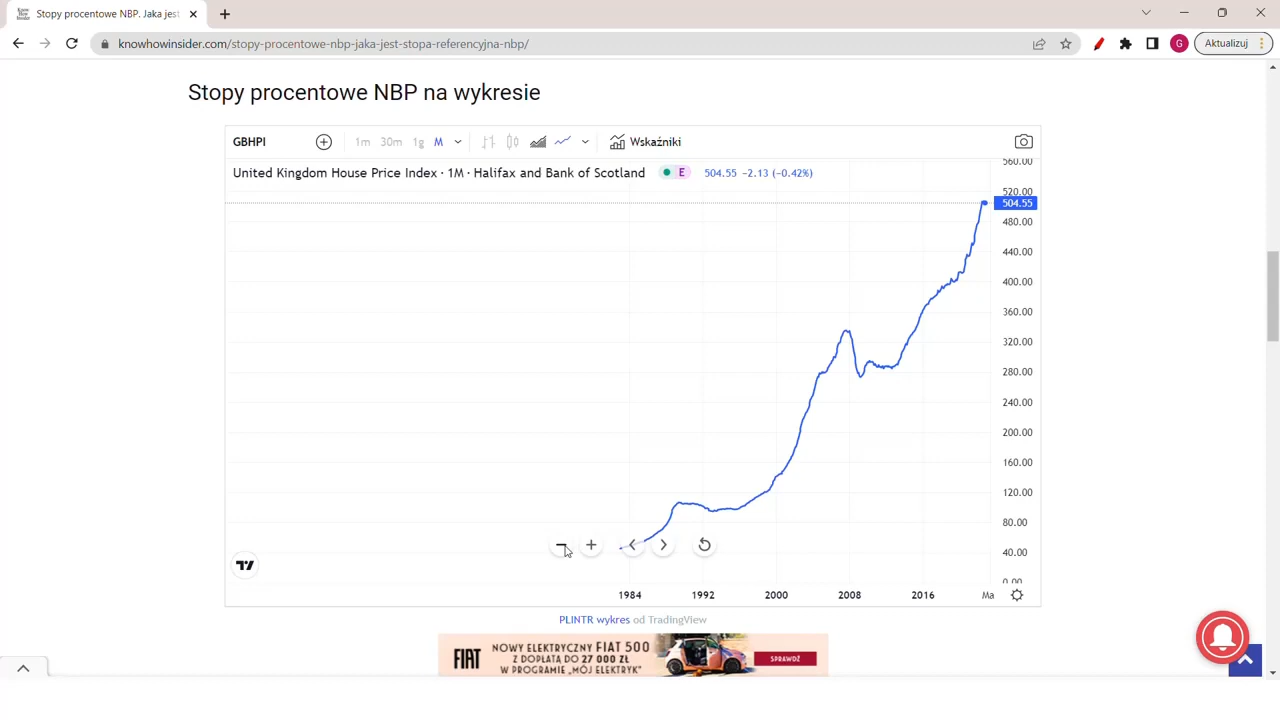 Know How Insider
Stopy procentowe NBP. Jaka jest
knowhowinsider.com/stopy-procentowe-nbp-jaka-jest-stopa-referencyjna-nbp/
G
Aktualizuj
Stopy procentowe NBP na wykresie
GBHPI
1m 30m 1g M
Wskaźniki
United Kingdom House Price Index · 1M · Halifax and Bank of Scotland
E
504.55 −2.13 (−0.42%)
560.00
520.00
504.55
480.00
440.00
400.00
360.00
320.00
280.00
240.00
200.00
160.00
120.00
80.00
40.00
0.00
1984 1992 2000 2008 2016 Ma
PLINTR wykres od TradingView
FIAT
NOWY ELEKTRYCZNY FIAT 500
Z DOPŁATĄ DO 27 000 ZŁ
W PROGRAMIE „MÓJ ELEKTRYK”
SPRAWDŹ